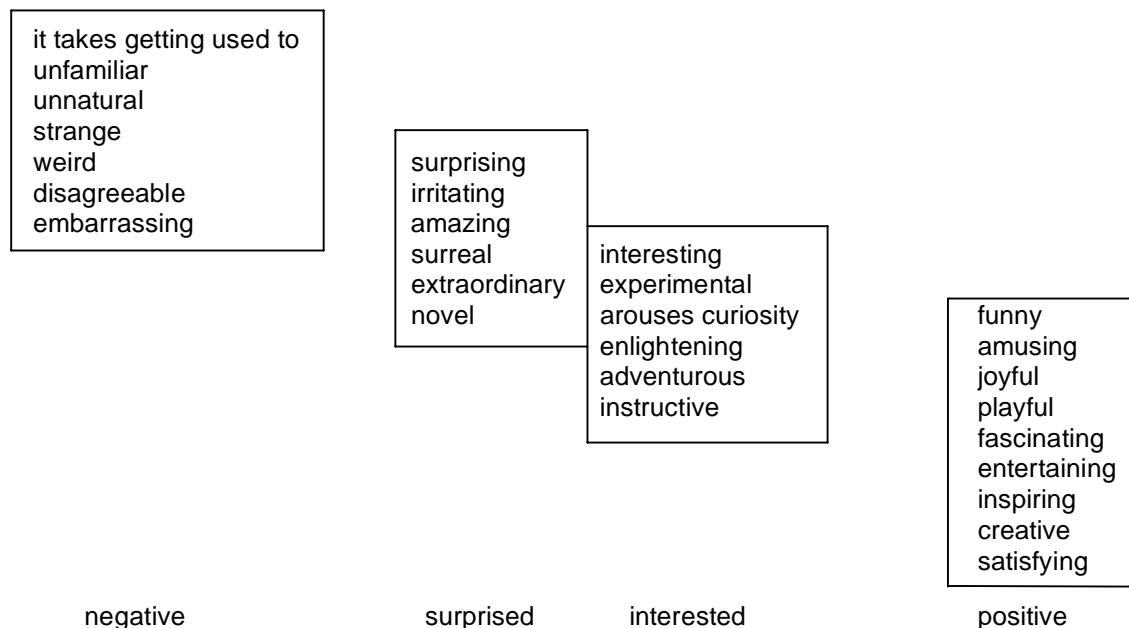 it takes getting used to
unfamiliar
unnatural
strange
weird
disagreeable
embarrassing
surprising
irritating
amazing
surreal
extraordinary
novel
interesting
experimental
arouses curiosity
enlightening
adventurous
instructive
funny
amusing
joyful
playful
fascinating
entertaining
inspiring
creative
satisfying
negative
surprised
interested
positive